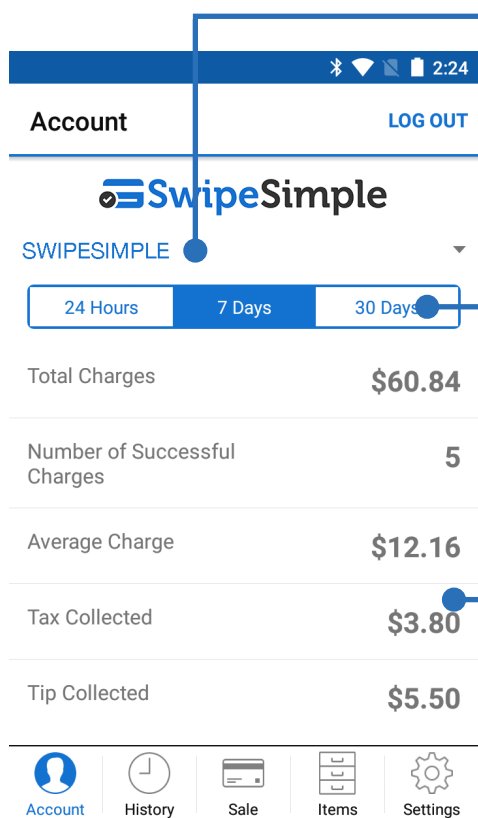 2:24
Account
LOG OUT
SwipeSimple
SWIPESIMPLE
24 Hours
7 Days
30 Days
Total Charges
$60.84
Number of Successful
Charges
5
Average Charge
$12.16
Tax Collected
$3.80
Tip Collected
$5.50
Account
History
Sale
Items
Settings